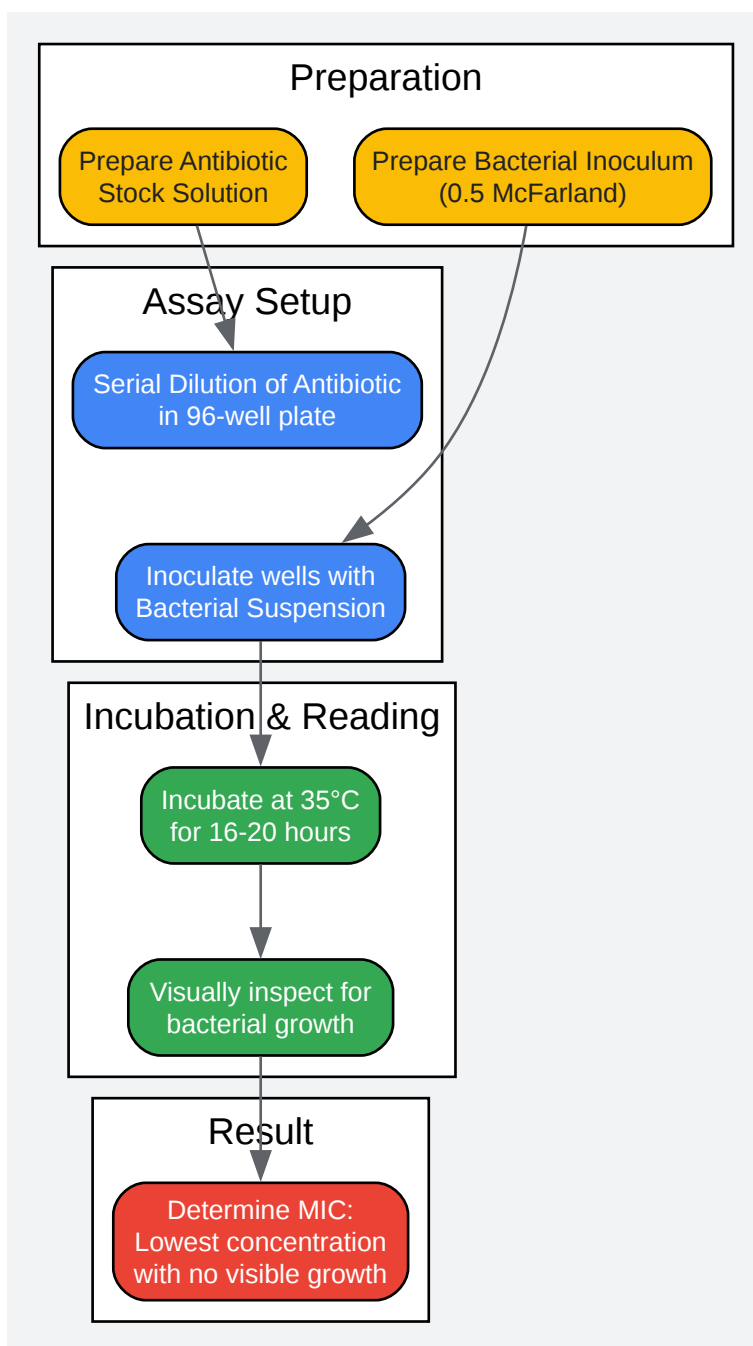 Preparation
Prepare Antibiotic
Stock Solution
Prepare Bacterial Inoculum
(0.5 McFarland)
Assay Setup
Serial Dilution of Antibiotic
in 96-well plate
Inoculate wells with
Bacterial Suspension
Incubation & Reading
Incubate at 35°C
for 16-20 hours
Visually inspect for
bacterial growth
Result
Determine MIC:
Lowest concentration
with no visible growth